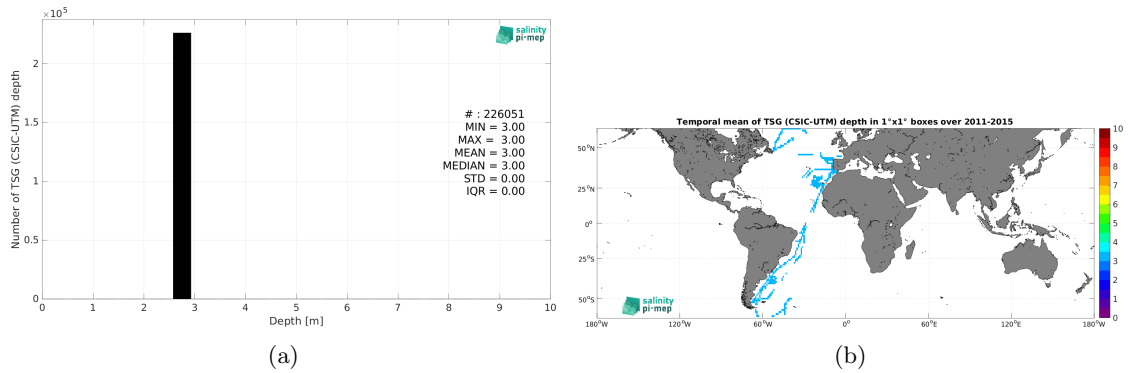 ×10⁵
salinity
pi-mep
2
1.5
1
0.5
0
Number of TSG (CSIC-UTM) depth
# : 226051
MIN = 3.00
MAX = 3.00
MEAN = 3.00
MEDIAN = 3.00
STD = 0.00
IQR = 0.00
0 1 2 3 4 5 6 7 8 9 10
Depth [m]
(a)
Temporal mean of TSG (CSIC-UTM) depth in 1°x1° boxes over 2011-2015
50°N
25°N
0°
25°S
50°S
salinity
pi-mep
180°W 120°W 60°W 0°E 60°E 120°E 180°W
10
9
8
7
6
5
4
3
2
1
0
(b)